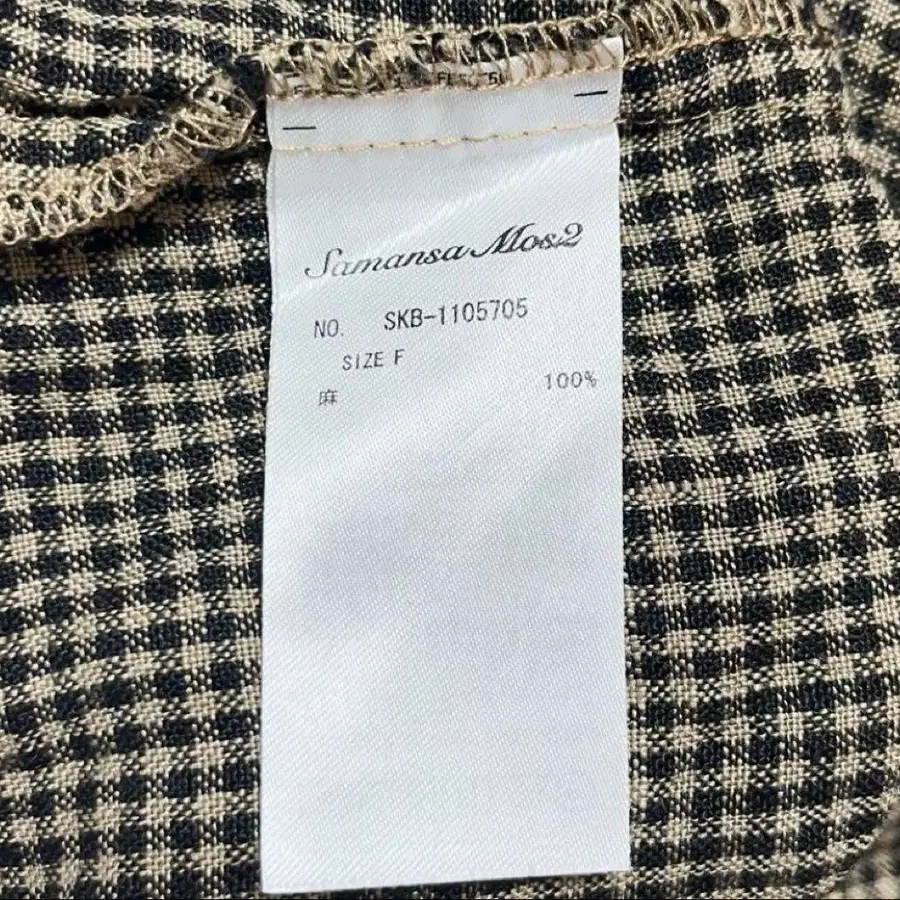 Samansa Mos2
NO. SKB-1105705
SIZE F
麻 100%